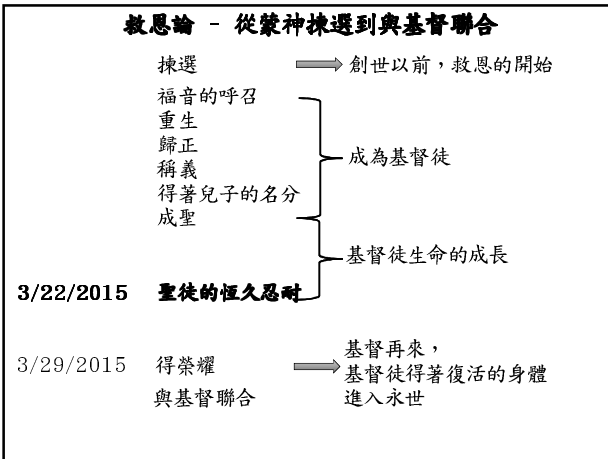 救恩論 - 從蒙神揀選到與基督聯合
揀選
創世以前，救恩的開始
福音的呼召
重生
歸正
稱義
得著兒子的名分
成聖
成為基督徒
基督徒生命的成長
3/22/2015 聖徒的恆久忍耐
3/29/2015 得榮耀
與基督聯合
基督再來，
基督徒得著復活的身體
進入永世